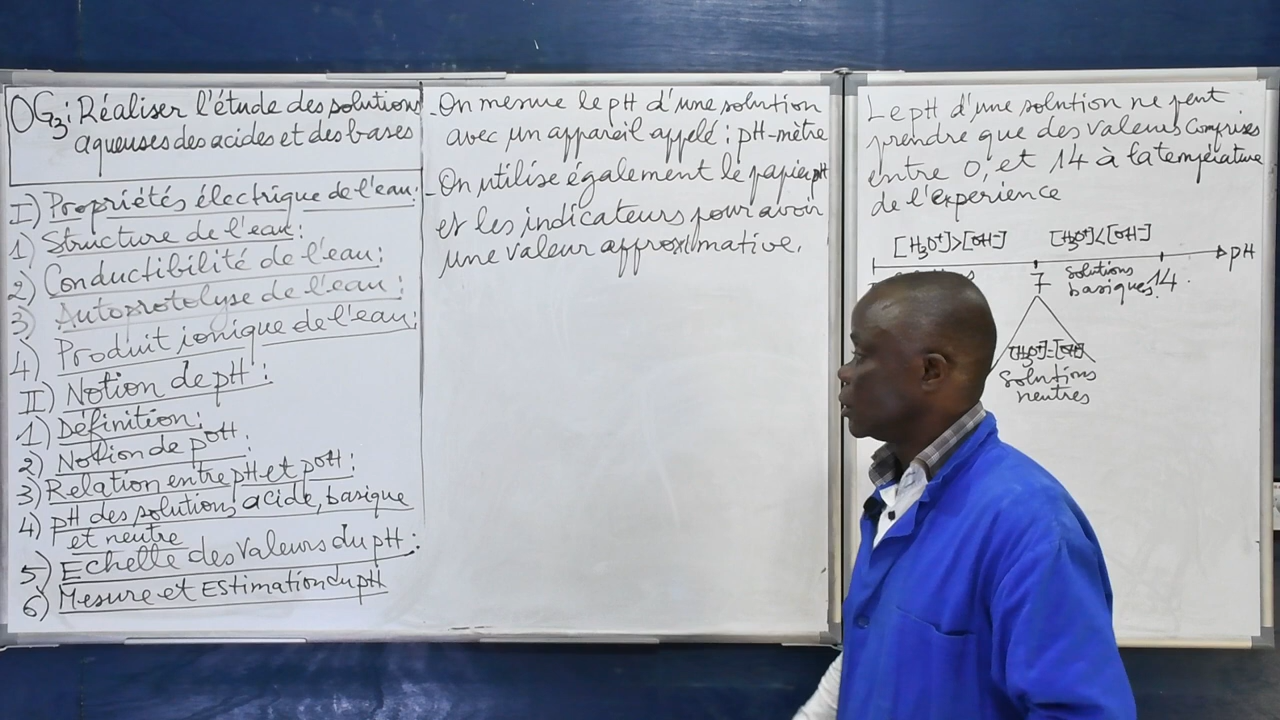 OG3: Réaliser l'étude des solutions
aqueuses des acides et des bases
I) Propriétés électrique de l'eau:
1) Structure de l'eau:
2) Conductibilité de l'eau:
3) Autoprotolyse de l'eau:
4) Produit ionique de l'eau:
II) Notion de pH:
1) Définition:
2) Notion de pOH:
3) Relation entre pH et pOH:
4) pH des solutions acide, basique
et neutre
5) Echelle des valeurs du pH:
6) Mesure et Estimation du pH
- On mesure le pH d'une solution
avec un appareil appelé: pH-mètre
- On utilise également le papier pH
et les indicateurs pour avoir
une valeur approximative.
Le pH d'une solution ne peut
prendre que des valeurs comprises
entre 0, et 14 à la température
de l'experience
[H3O+]>[OH-] [H3O+]<[OH-]
pH
7 solutions
basiques 14
[H3O+]=[OH-]
Solutions
neutres